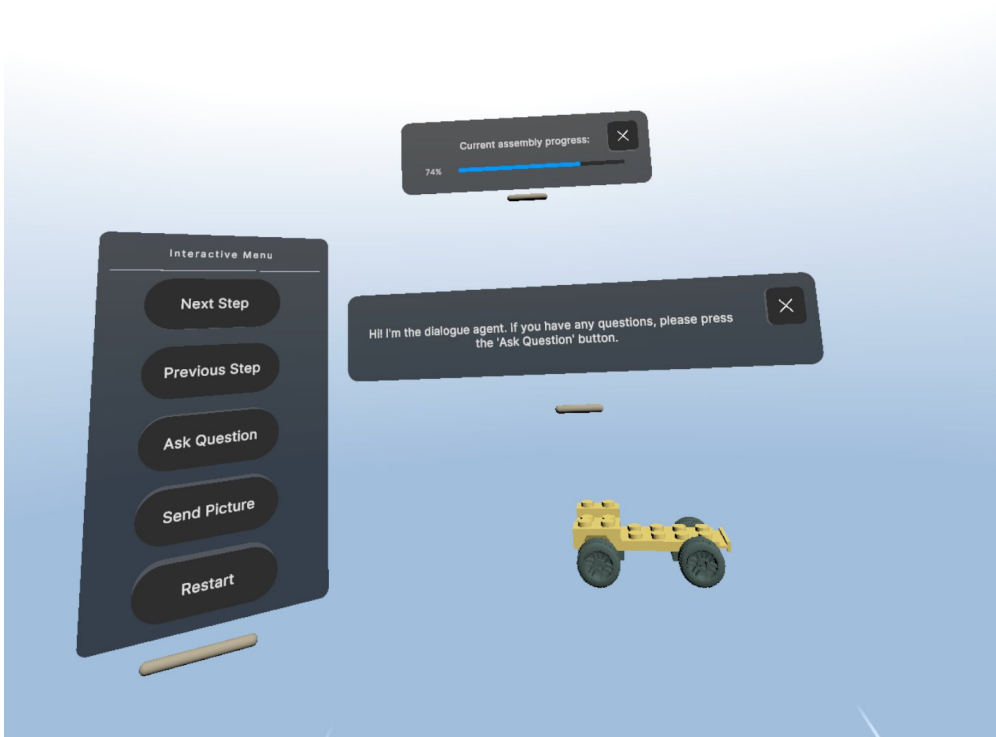 Current assembly progress:
74%
Interactive Menu
Next Step
Previous Step
Ask Question
Send Picture
Restart
Hi! I'm the dialogue agent. If you have any questions, please press
the 'Ask Question' button.